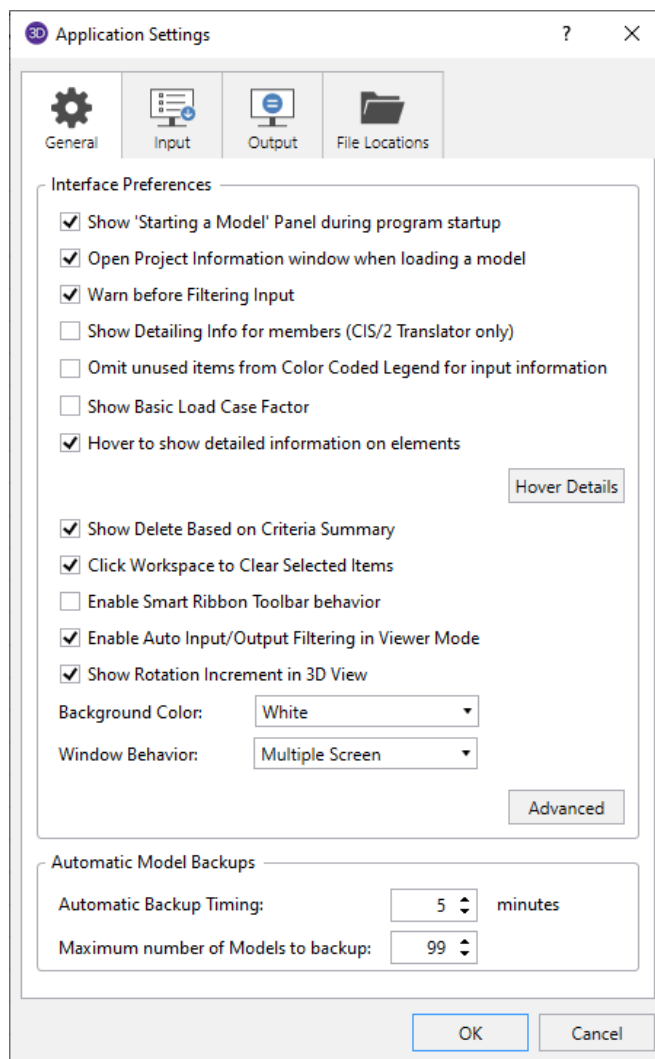 3D Application Settings ? X
General Input Output File Locations
Interface Preferences
Show 'Starting a Model' Panel during program startup
Open Project Information window when loading a model
Warn before Filtering Input
Show Detailing Info for members (CIS/2 Translator only)
Omit unused items from Color Coded Legend for input information
Show Basic Load Case Factor
Hover to show detailed information on elements
Hover Details
Show Delete Based on Criteria Summary
Click Workspace to Clear Selected Items
Enable Smart Ribbon Toolbar behavior
Enable Auto Input/Output Filtering in Viewer Mode
Show Rotation Increment in 3D View
Background Color: White
Window Behavior: Multiple Screen
Advanced
Automatic Model Backups
Automatic Backup Timing: 5 minutes
Maximum number of Models to backup: 99
OK Cancel